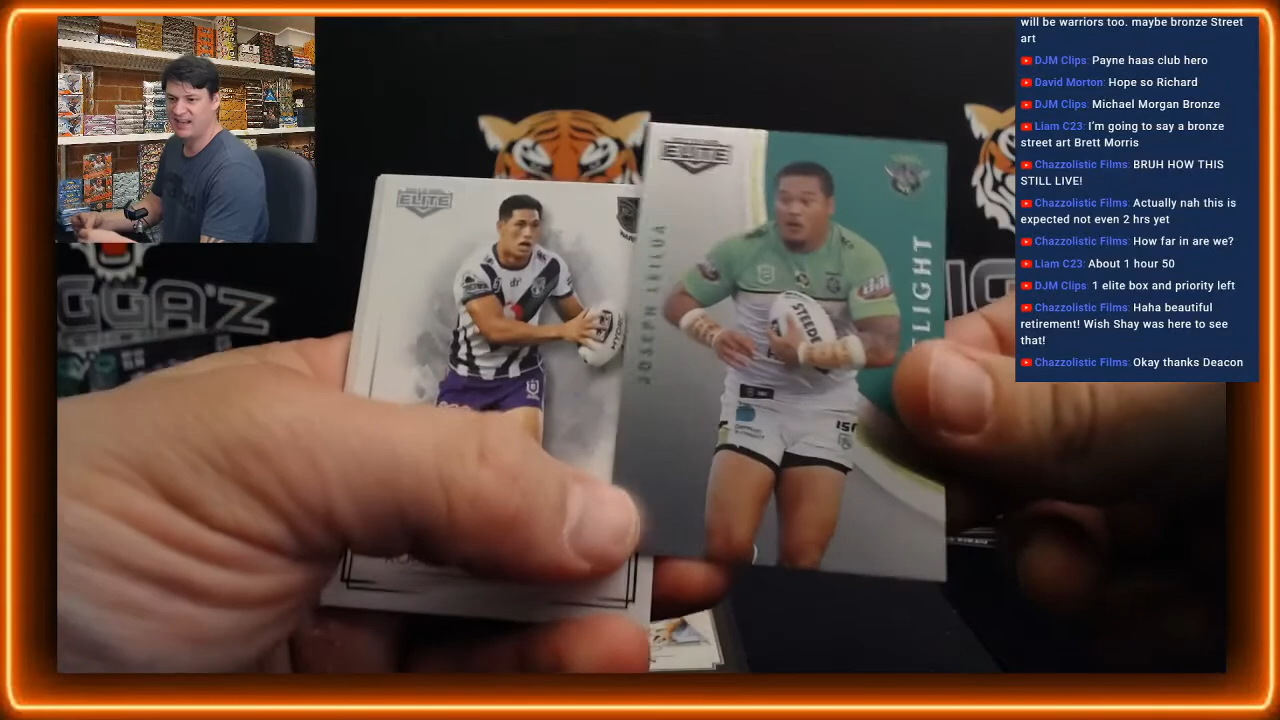 will be warriors too. maybe bronze Street
art
DJM Clips: Payne haas club hero
David Morton: Hope so Richard
DJM Clips: Michael Morgan Bronze
Liam C23: I'm going to say a bronze
street art Brett Morris
Chazzolistic Films: BRUH HOW THIS
STILL LIVE!
Chazzolistic Films: Actually nah this is
expected not even 2 hrs yet
Chazzolistic Films: How far in are we?
Liam C23: About 1 hour 50
DJM Clips: 1 elite box and priority left
Chazzolistic Films: Haha beautiful
retirement! Wish Shay was here to see
that!
Chazzolistic Films: Okay thanks Deacon
ELITE
ELITE
JOSEPH LEILUA
LIGHT
STEEDE
GGA'Z